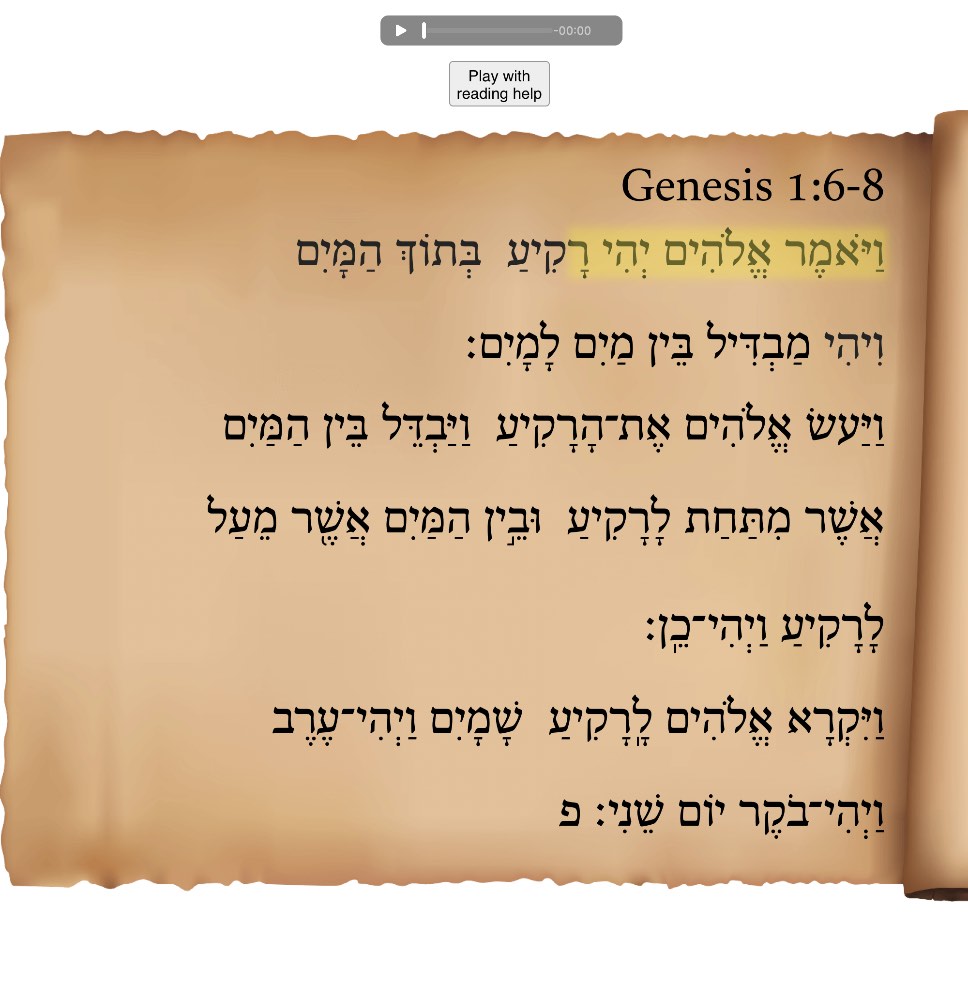 -00:00
Play with
reading help
Genesis 1:6-8
וַיֹּאמֶר אֱלֹהִים יְהִי רָקִיעַ בְּתוֹךְ הַמָּיִם
וִיהִי מַבְדִּיל בֵּין מַיִם לָמָיִם׃
וַיַּעשׂ אֱלֹהִים אֶת־הָרָקִיעַ וַיַּבְדֵּל בֵּין הַמַּיִם
אֲשֶׁר מִתַּחַת לָרָקִיעַ וּבֵ֣ין הַמַּיִם אֲשֶׁ֖ר מֵעַל
לָרָקִיעַ וַיְהִי־כֵֽן׃
וַיִּקְרָא אֱלֹהִים לָֽרָקִיעַ שָׁמָיִם וַיְהִי־עֶרֶב
וַיְהִי־בֹקֶר יוֹם שֵׁנִי׃ פ